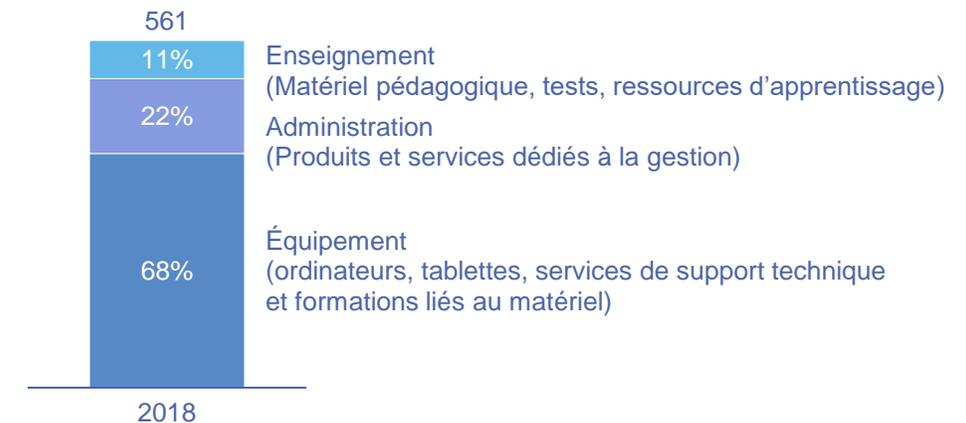 561
11%
Enseignement
(Matériel pédagogique, tests, ressources d’apprentissage)
22%
Administration
(Produits et services dédiés à la gestion)
68%
Équipement
(ordinateurs, tablettes, services de support technique
et formations liés au matériel)
2018